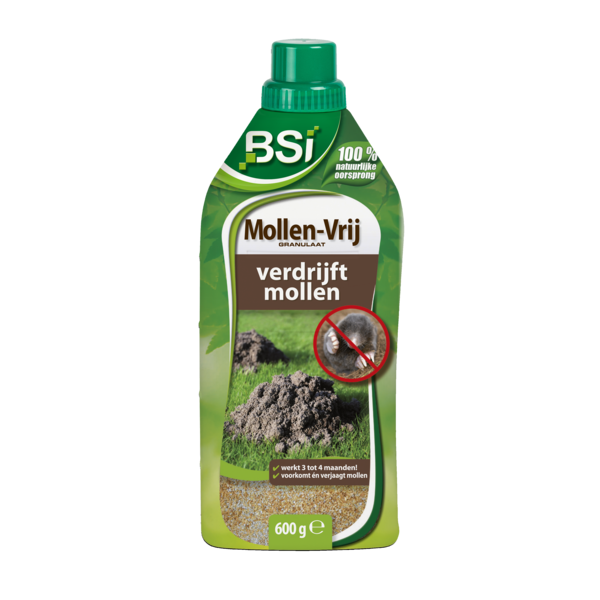 BSi
100%
natuurlijke
oorsprong
Mollen-Vrij
GRANULAAT
verdrijft
mollen
✓ werkt 3 tot 4 maanden!
✓ voorkomt én verjaagt mollen
600 g ℮